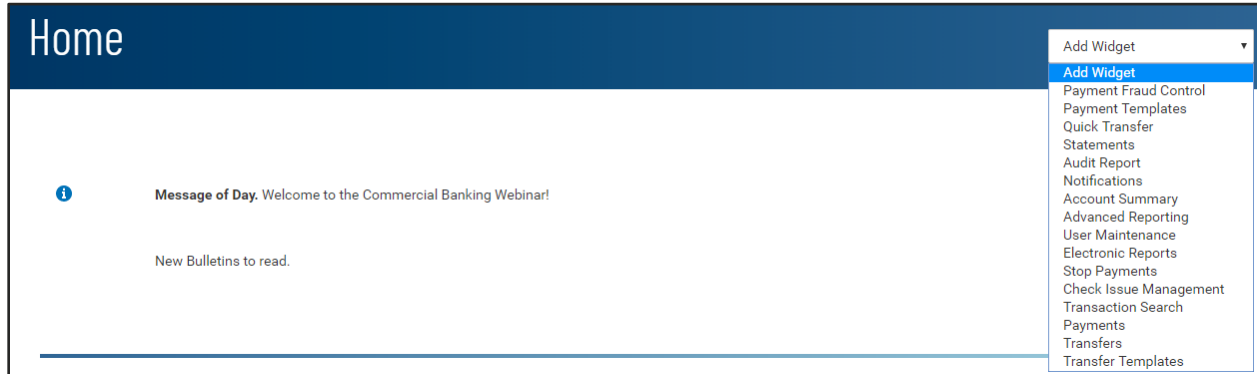 Home
Add Widget
Add Widget
Payment Fraud Control
Payment Templates
Quick Transfer
Statements
Audit Report
Notifications
Account Summary
Advanced Reporting
User Maintenance
Electronic Reports
Stop Payments
Check Issue Management
Transaction Search
Payments
Transfers
Transfer Templates
Message of Day. Welcome to the Commercial Banking Webinar!
New Bulletins to read.